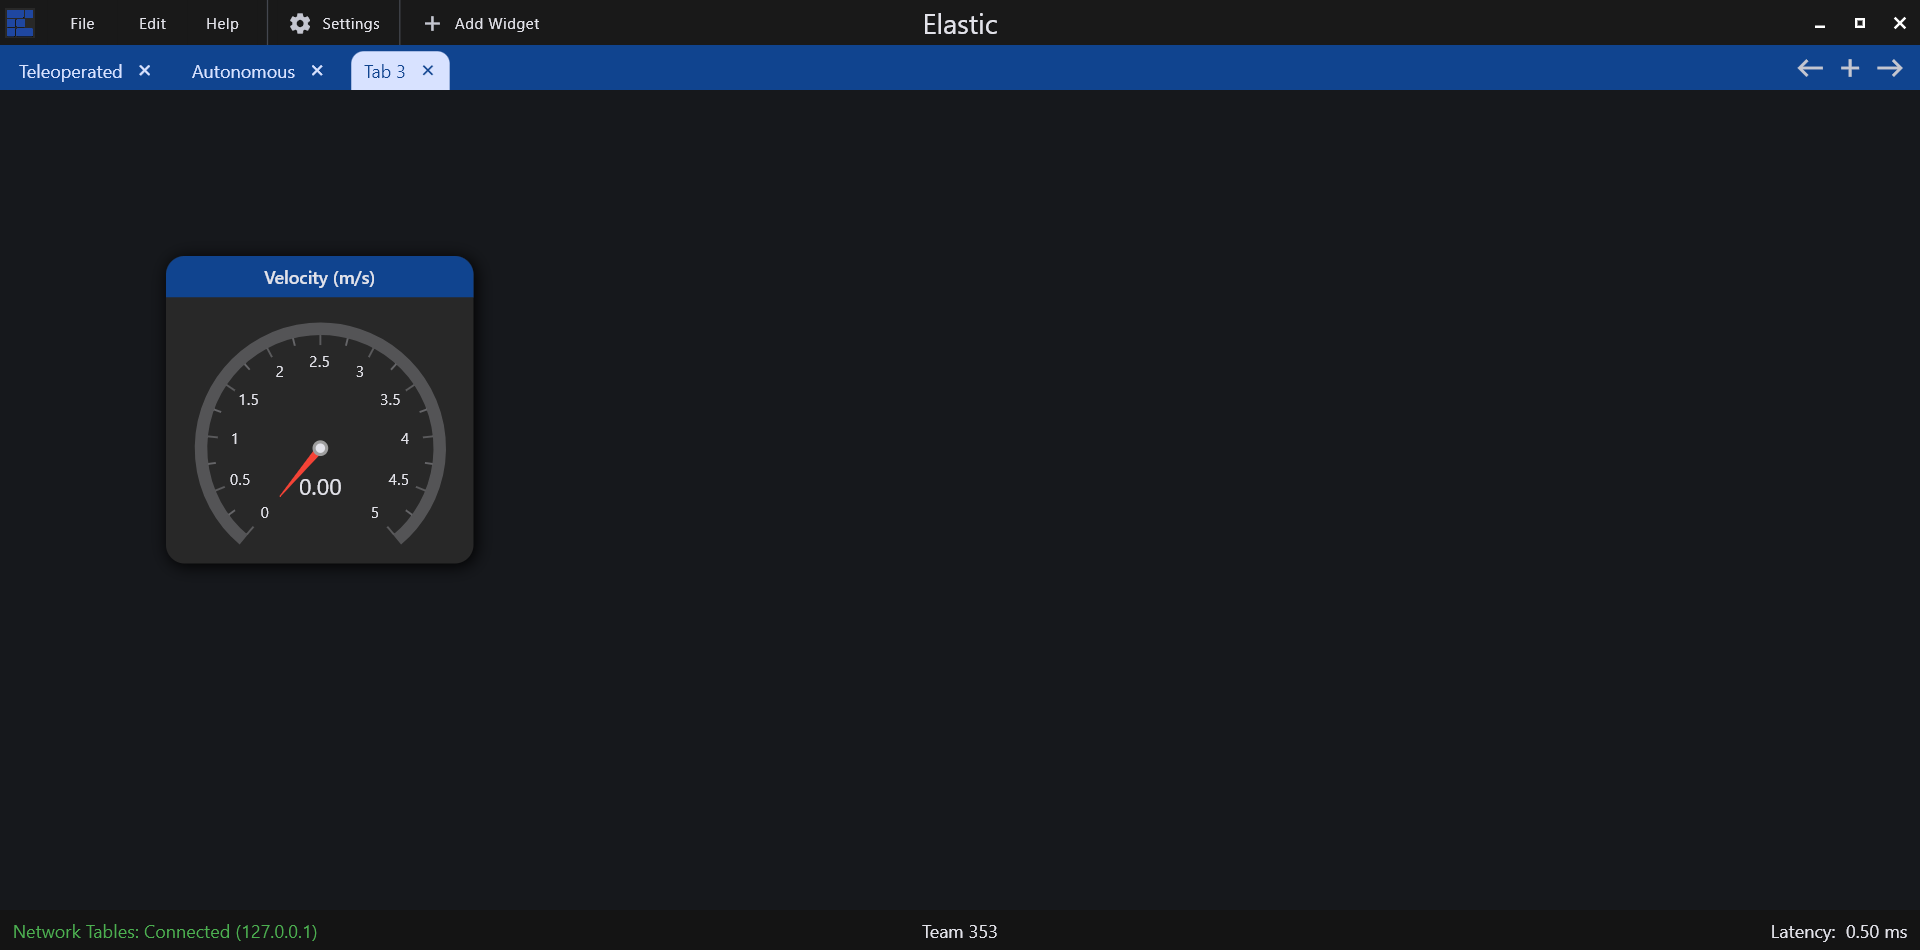 File Edit Help Settings Add Widget Elastic
Teleoperated Autonomous Tab 3
Velocity (m/s)
2.5
2 3
1.5 3.5
1 4
0.5 4.5
0.00
0 5
Network Tables: Connected (127.0.0.1) Team 353 Latency: 0.50 ms